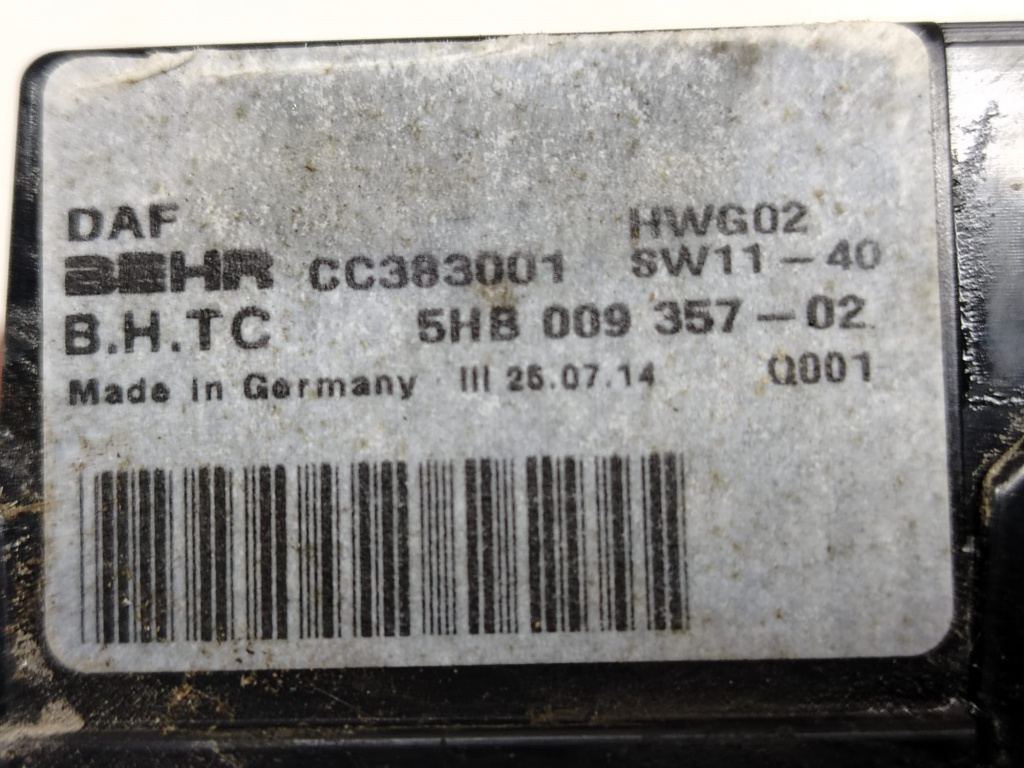 DAF HWG02
BEHR CC383001 SW11-40
B.H.TC 5HB 009 357-02
Made in Germany III 25.07.14 Q001